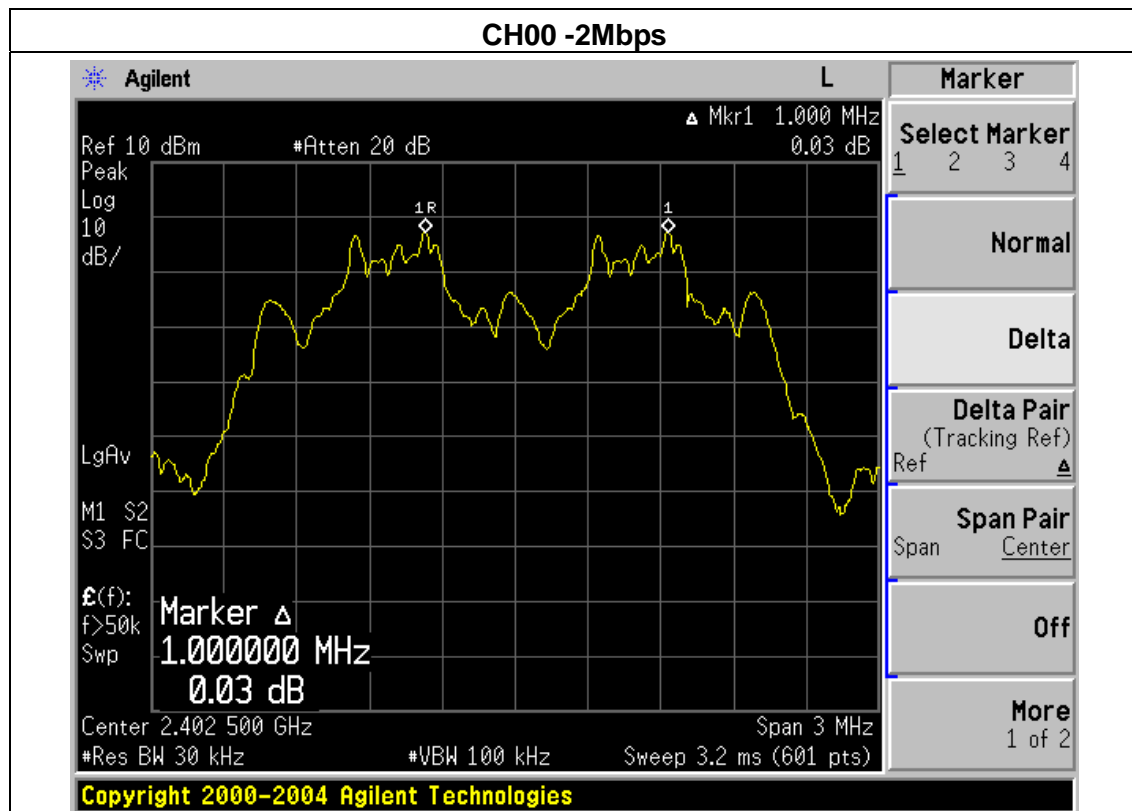 CH00 -2Mbps
Agilent
L
Marker
Δ Mkr1 1.000 MHz
Ref 10 dBm #Atten 20 dB 0.03 dB
Peak
Log
10
dB/
1R
1
LgAv
M1 S2
S3 FC
£(f):
f>50k
Swp
Marker Δ
1.000000 MHz
0.03 dB
Center 2.402 500 GHz Span 3 MHz
#Res BW 30 kHz #VBW 100 kHz Sweep 3.2 ms (601 pts)
Select Marker
1 2 3 4
Normal
Delta
Delta Pair
(Tracking Ref)
Ref Δ
Span Pair
Span Center
Off
More
1 of 2
Copyright 2000-2004 Agilent Technologies